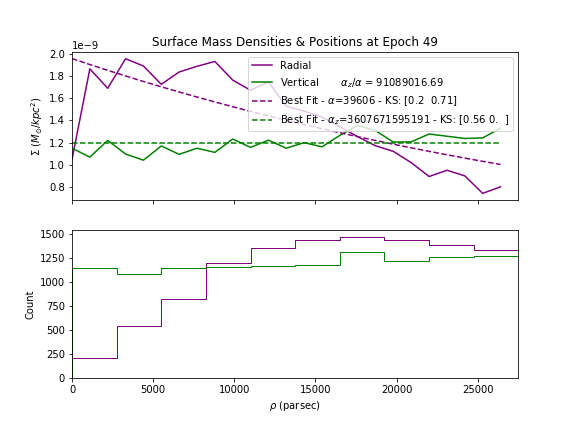 Surface Mass Densities & Positions at Epoch 49
1e−9
2.0
1.8
1.6
1.4
1.2
1.0
0.8
Σ (M⊙/kpc²)
Radial
Vertical αz/α = 91089016.69
Best Fit - α=39606 - KS: [0.2 0.71]
Best Fit - αz=3607671595191 - KS: [0.56 0. ]
1500
1250
1000
750
500
250
0
Count
0 5000 10000 15000 20000 25000
ρ (parsec)